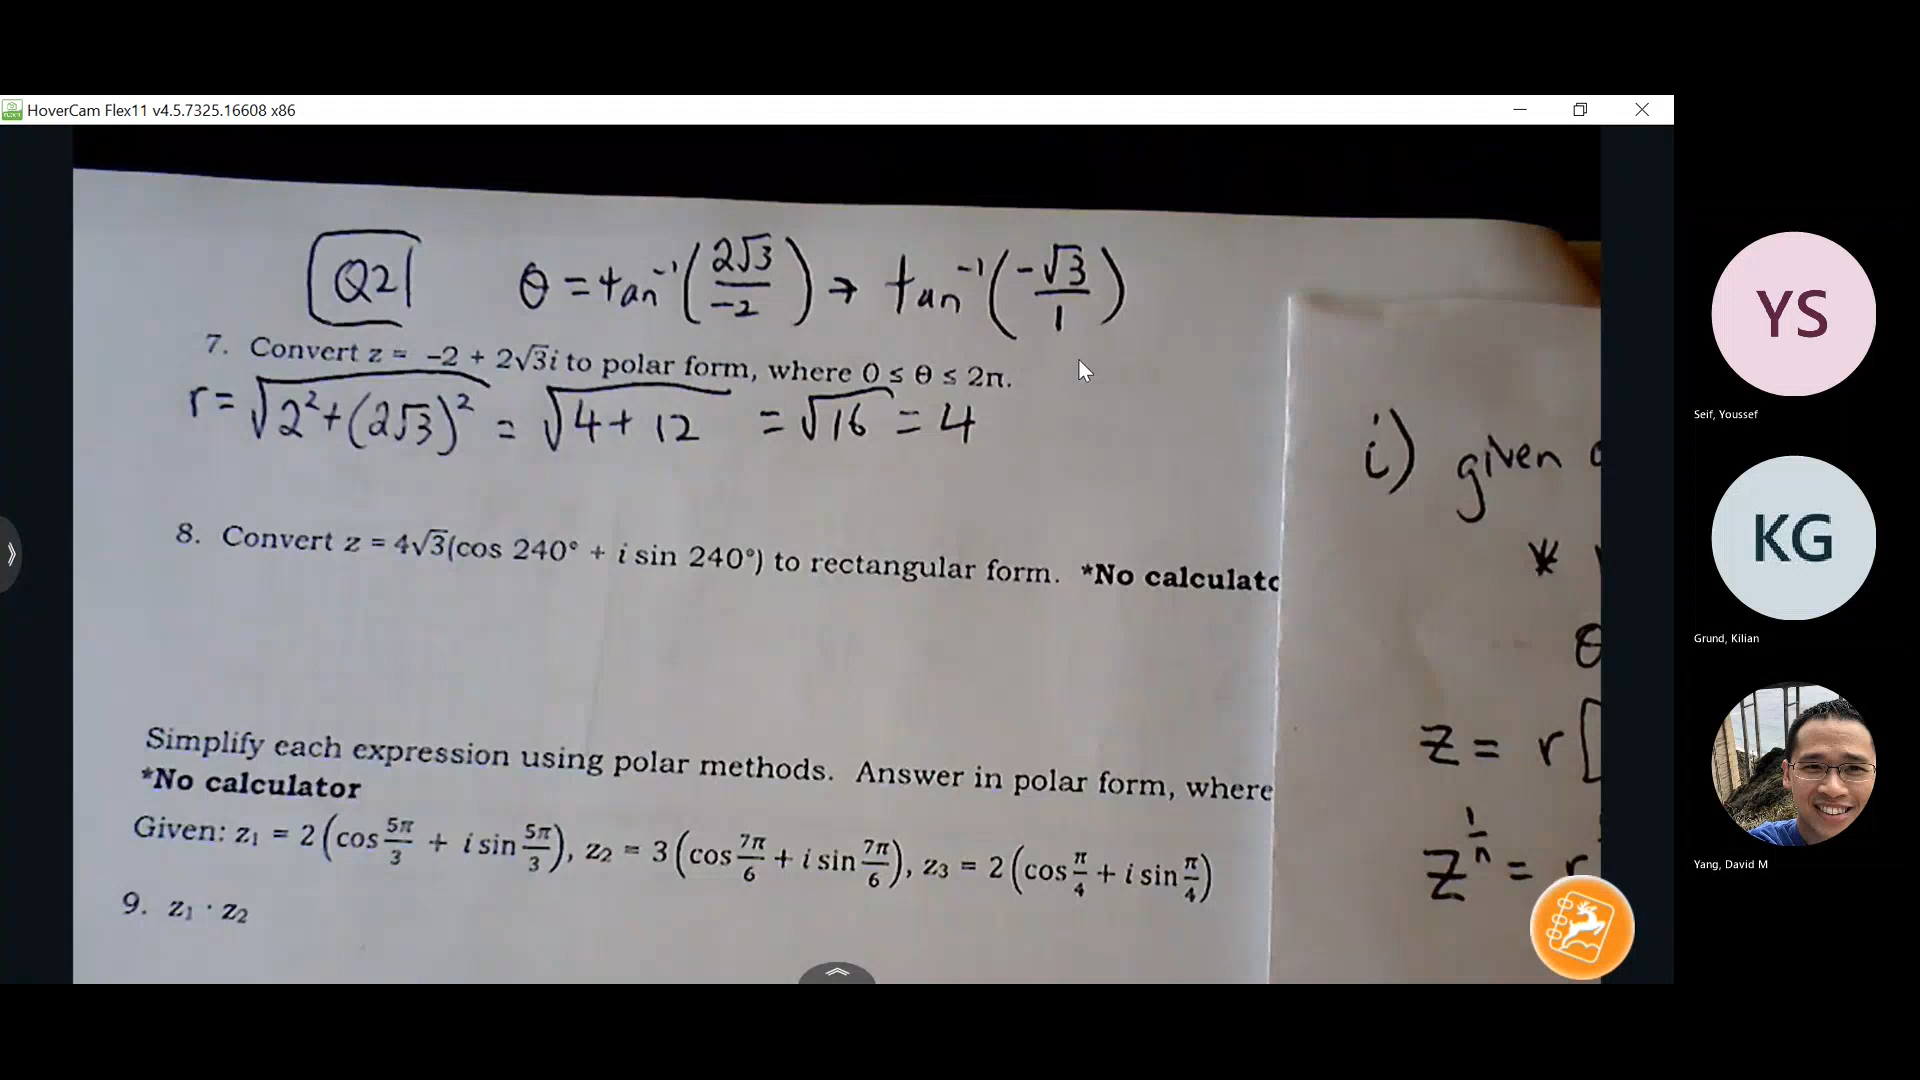 HoverCam Flex11 v4.5.7325.16608 x86
Q2 θ = tan⁻¹(2√3/-2) → tan⁻¹(-√3/1)
7. Convert z = -2 + 2√3i to polar form, where 0 ≤ θ ≤ 2π.
r = √2² + (2√3)² = √4 + 12 = √16 = 4
8. Convert z = 4√3(cos 240° + i sin 240°) to rectangular form. *No calculato
Simplify each expression using polar methods. Answer in polar form, where
*No calculator
Given: z₁ = 2(cos 5π/3 + i sin 5π/3), z₂ = 3(cos 7π/6 + i sin 7π/6), z₃ = 2(cos π/4 + i sin π/4)
9. z₁ · z₂
i) given
*
θ
z = r[
z^(1/n) = r
YS
Seif, Youssef
KG
Grund, Kilian
Yang, David M